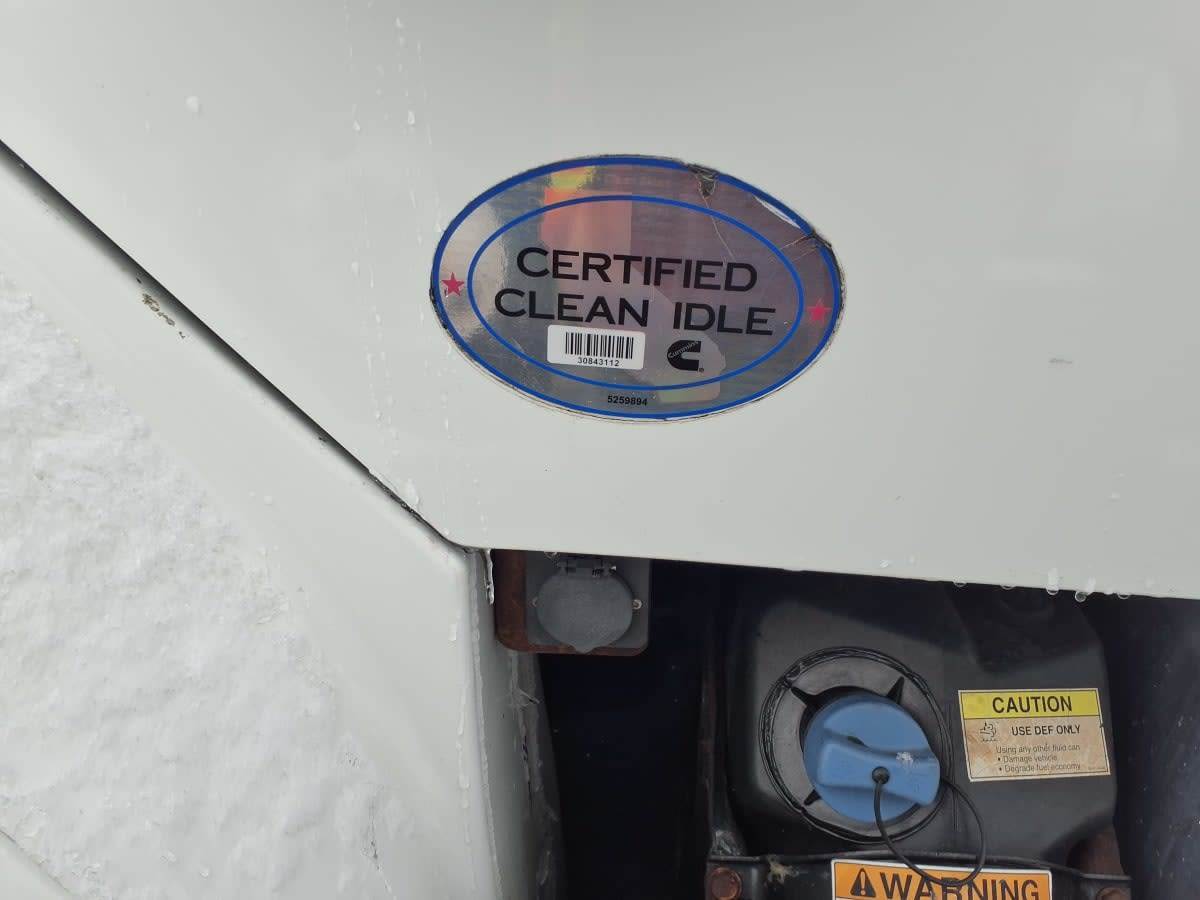 CERTIFIED
CLEAN IDLE
30843112
Cummins
5259894
CAUTION
USE DEF ONLY
Using any other fluid can
• Damage vehicle
• Degrade fuel economy
WARNING